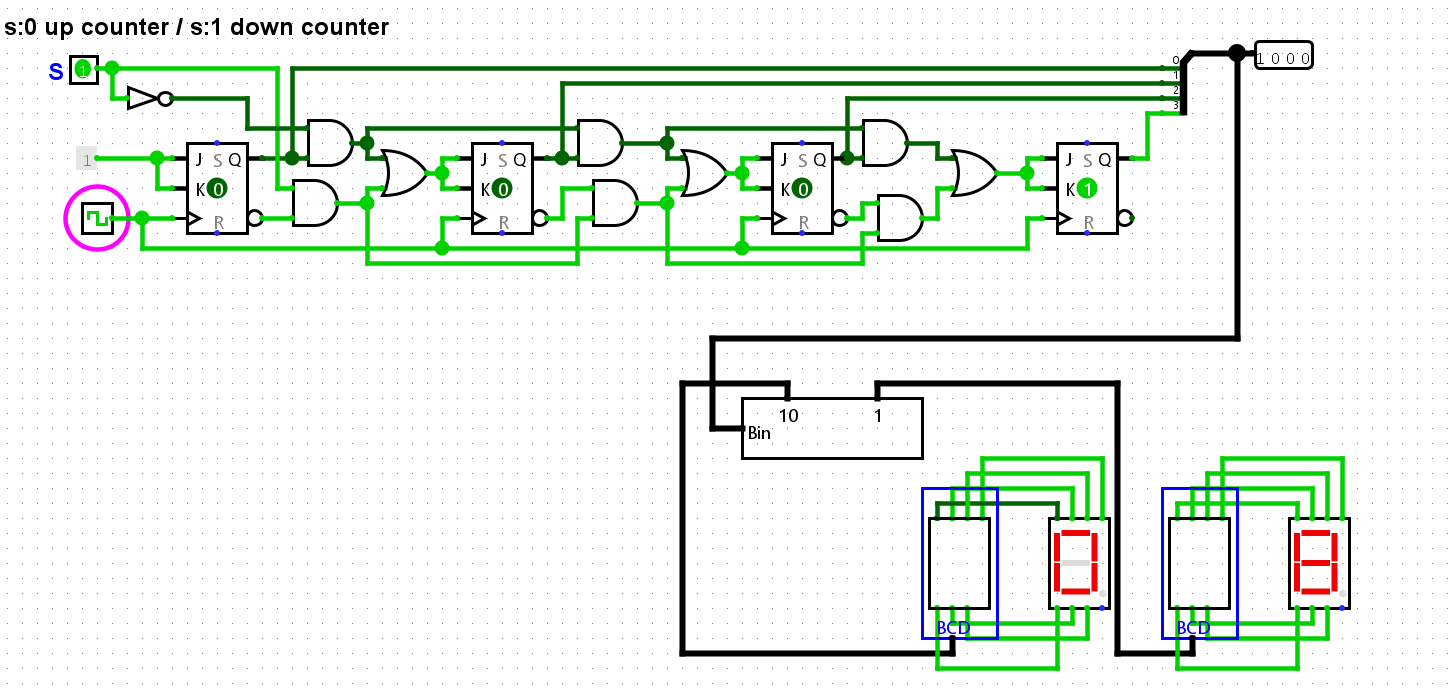 s:0 up counter / s:1 down counter
S 1
1
J S Q
K 0
R
J S Q
K 0
R
J S Q
K 0
R
J S Q
K 1
R
0
1
2
3
1 0 0 0
10 1
Bin
BCD
BCD